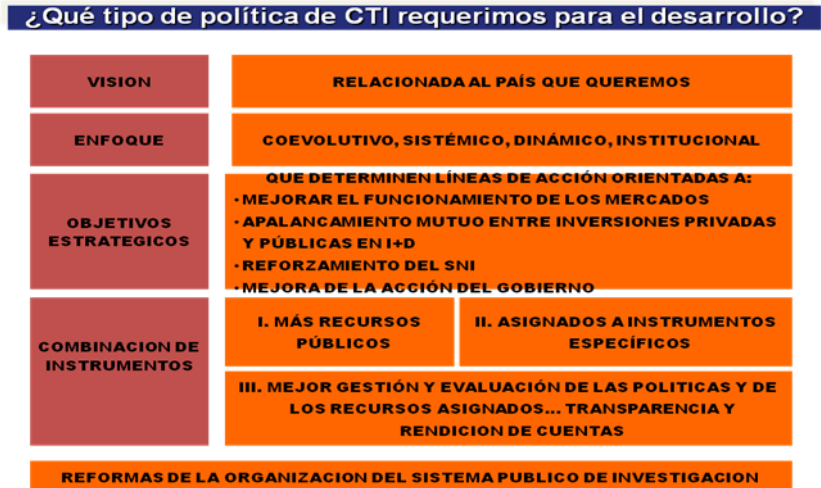 ¿Qué tipo de política de CTI requerimos para el desarrollo?
VISION
RELACIONADA AL PAÍS QUE QUEREMOS
ENFOQUE
COEVOLUTIVO, SISTÉMICO, DINÁMICO, INSTITUCIONAL
OBJETIVOS
ESTRATEGICOS
QUE DETERMINEN LÍNEAS DE ACCIÓN ORIENTADAS A:
·MEJORAR EL FUNCIONAMIENTO DE LOS MERCADOS
·APALANCAMIENTO MUTUO ENTRE INVERSIONES PRIVADAS
Y PÚBLICAS EN I+D
·REFORZAMIENTO DEL SNI
·MEJORA DE LA ACCIÓN DEL GOBIERNO
COMBINACION DE
INSTRUMENTOS
I. MÁS RECURSOS
PÚBLICOS
II. ASIGNADOS A INSTRUMENTOS
ESPECÍFICOS
III. MEJOR GESTIÓN Y EVALUACIÓN DE LAS POLITICAS Y DE
LOS RECURSOS ASIGNADOS... TRANSPARENCIA Y
RENDICION DE CUENTAS
REFORMAS DE LA ORGANIZACION DEL SISTEMA PUBLICO DE INVESTIGACION